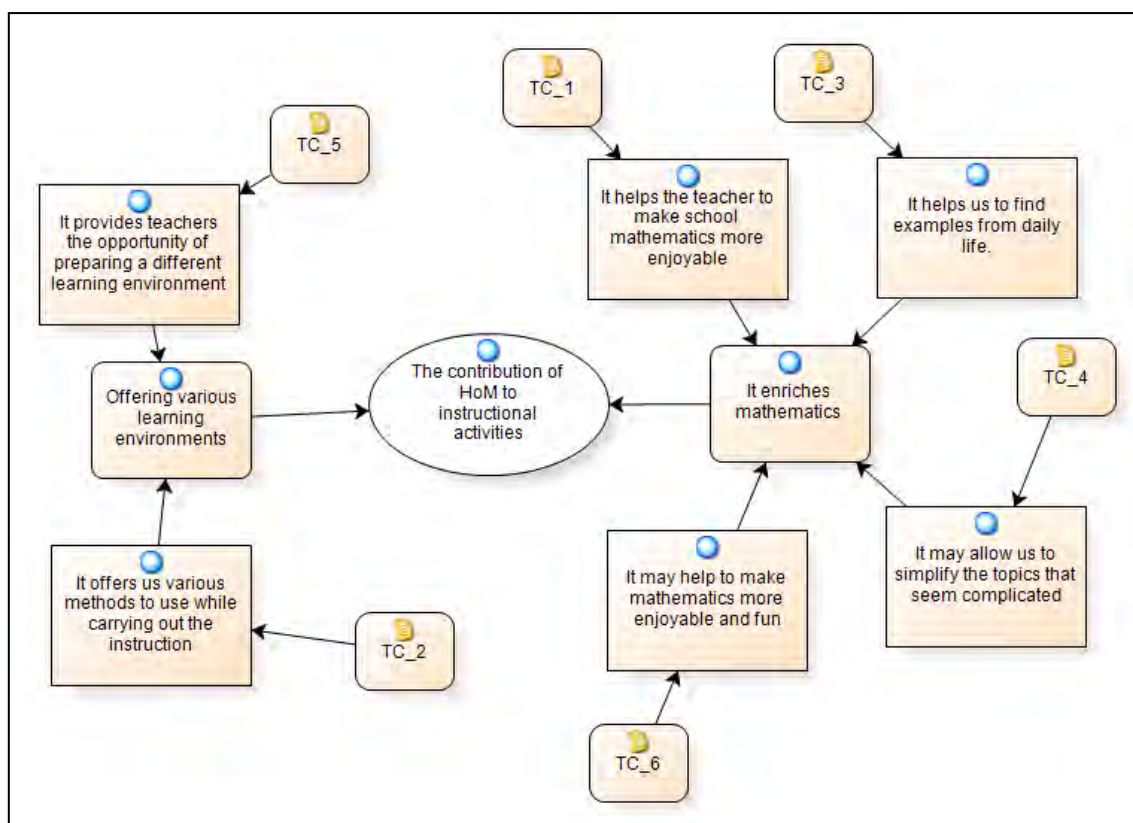 TC_1
TC_3
TC_5
It provides teachers
the opportunity of
preparing a different
learning environment
It helps the teacher to
make school
mathematics more
enjoyable
It helps us to find
examples from daily
life.
Offering various
learning
environments
The contribution of
HoM to
instructional
activities
It enriches
mathematics
TC_4
It offers us various
methods to use while
carrying out the
instruction
TC_2
It may help to make
mathematics more
enjoyable and fun
It may allow us to
simplify the topics that
seem complicated
TC_6